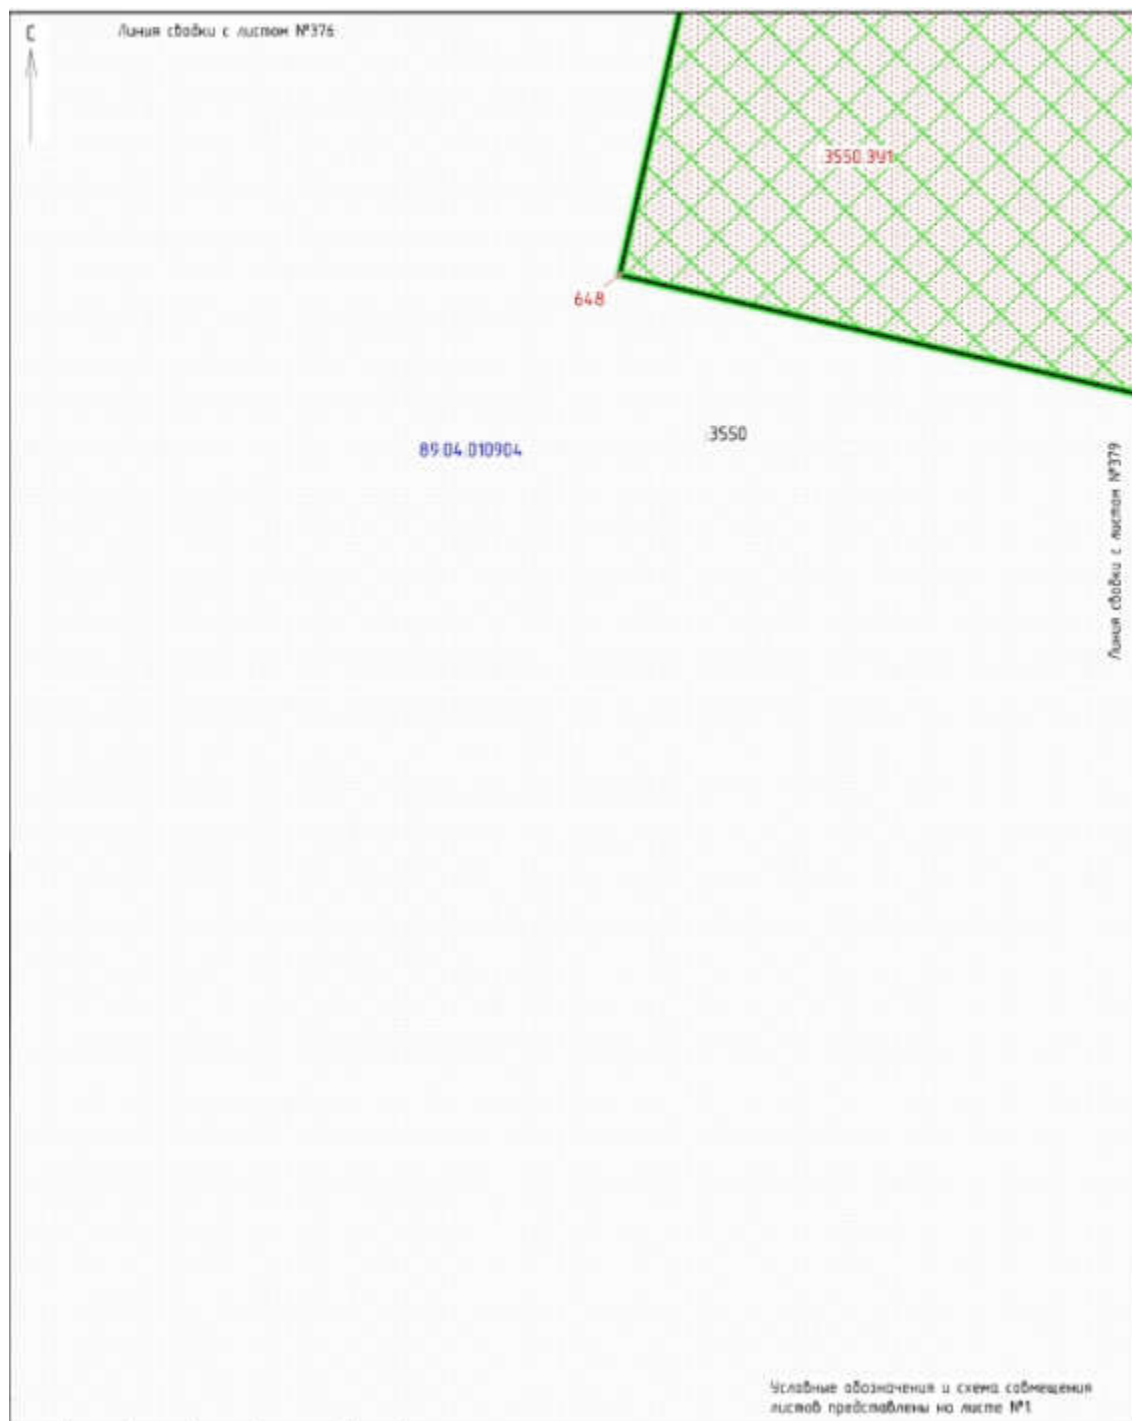 С
Линия сводки с листом №376
:3550:ЗУ1
648
:3550
89:04:010904
Линия сводки с листом №379
Условные обозначения и схема совмещения
листов представлены на листе №1